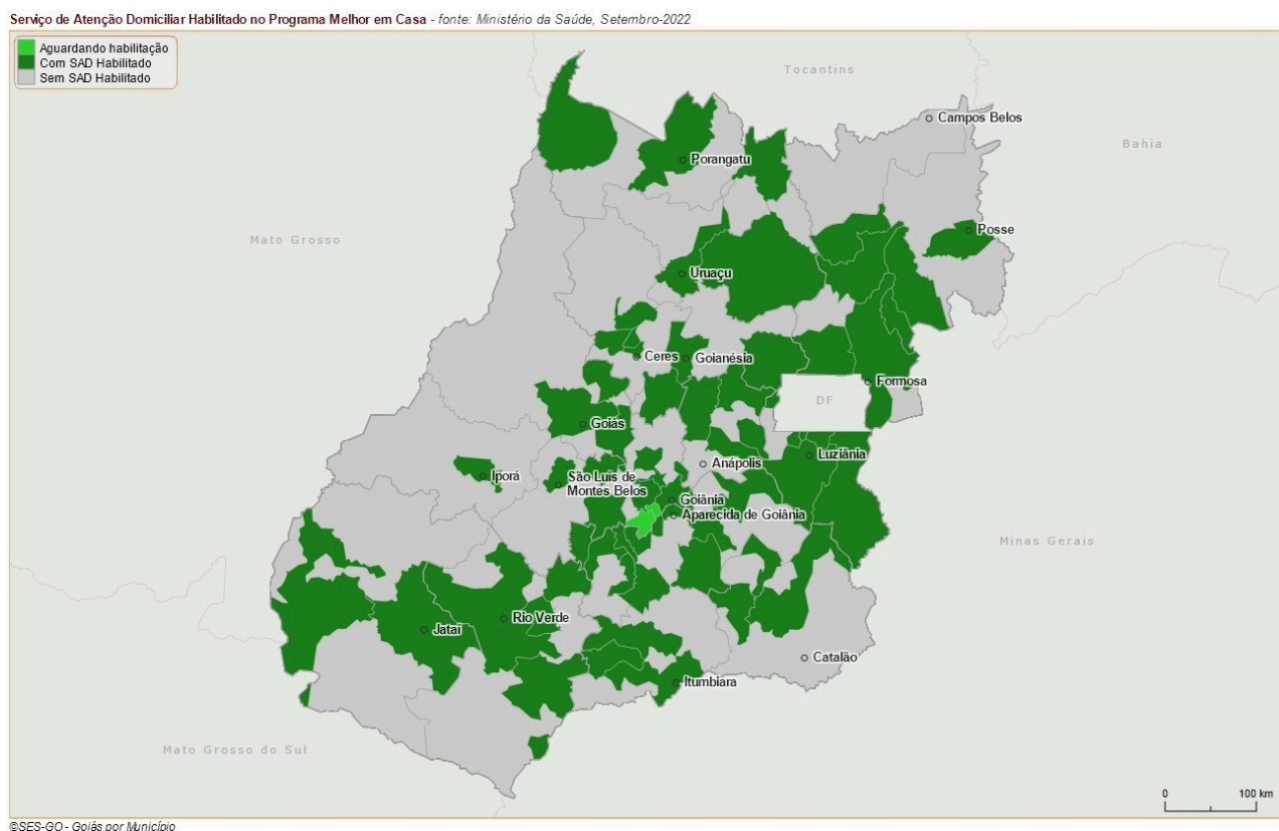 Serviço de Atenção Domiciliar Habilitado no Programa Melhor em Casa - fonte: Ministério da Saúde, Setembro-2022
Aguardando habilitação
Com SAD Habilitado
Sem SAD Habilitado
Tocantins
Campos Belos
Bahia
Porangatu
Posse
Mato Grosso
Uruaçu
Ceres
Goianésia
Formosa
DF
Goiás
Luziânia
Anápolis
Iporá
São Luis de
Montes Belos
Goiânia
Aparecida de Goiânia
Minas Gerais
Rio Verde
Jataí
Catalão
Itumbiara
Mato Grosso do Sul
0 100 km
©SES-GO - Goiás por Município